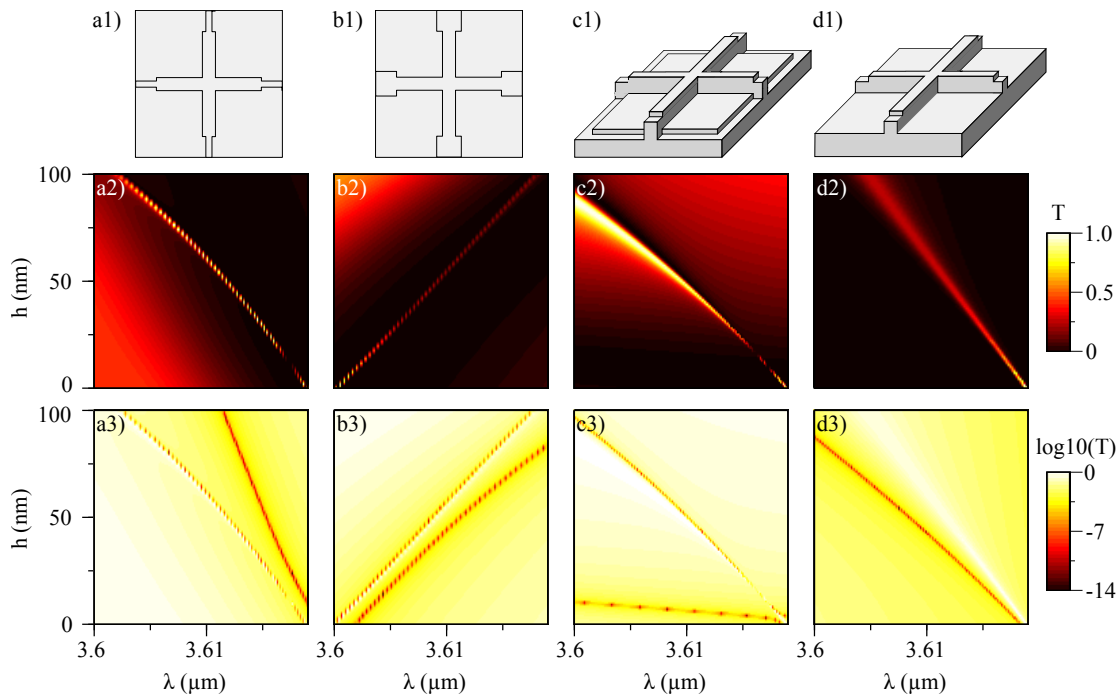 a1) b1) c1) d1)
100 a2) b2) c2) d2)
T
1.0
h (nm) 50
0
0
100 a3) b3) c3) d3)
log10(T)
0
h (nm) 50
-7
-14
0
3.6 3.61 3.6 3.61 3.6 3.61 3.6 3.61
λ (μm) λ (μm) λ (μm) λ (μm)